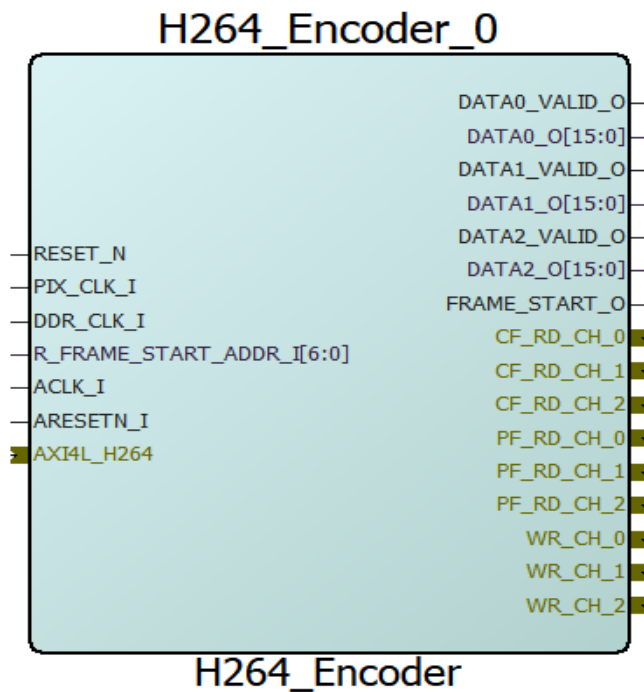 H264_Encoder_0
DATA0_VALID_O
DATA0_O[15:0]
DATA1_VALID_O
DATA1_O[15:0]
DATA2_VALID_O
DATA2_O[15:0]
FRAME_START_O
CF_RD_CH_0
CF_RD_CH_1
CF_RD_CH_2
PF_RD_CH_0
PF_RD_CH_1
PF_RD_CH_2
WR_CH_0
WR_CH_1
WR_CH_2
RESET_N
PIX_CLK_I
DDR_CLK_I
R_FRAME_START_ADDR_I[6:0]
ACLK_I
ARESETN_I
AXI4L_H264
H264_Encoder